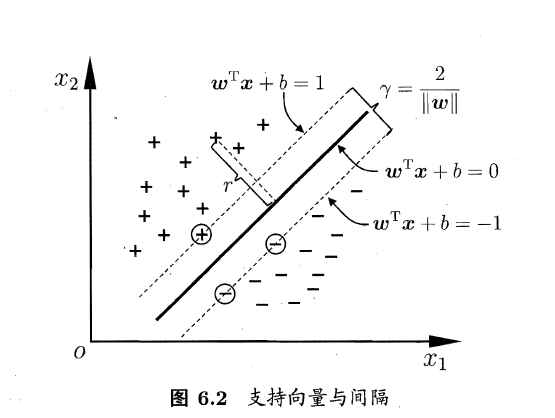 x₂
wᵀx + b = 1
γ = 2 / ‖w‖
r
wᵀx + b = 0
wᵀx + b = −1
O
x₁
图 6.2 支持向量与间隔